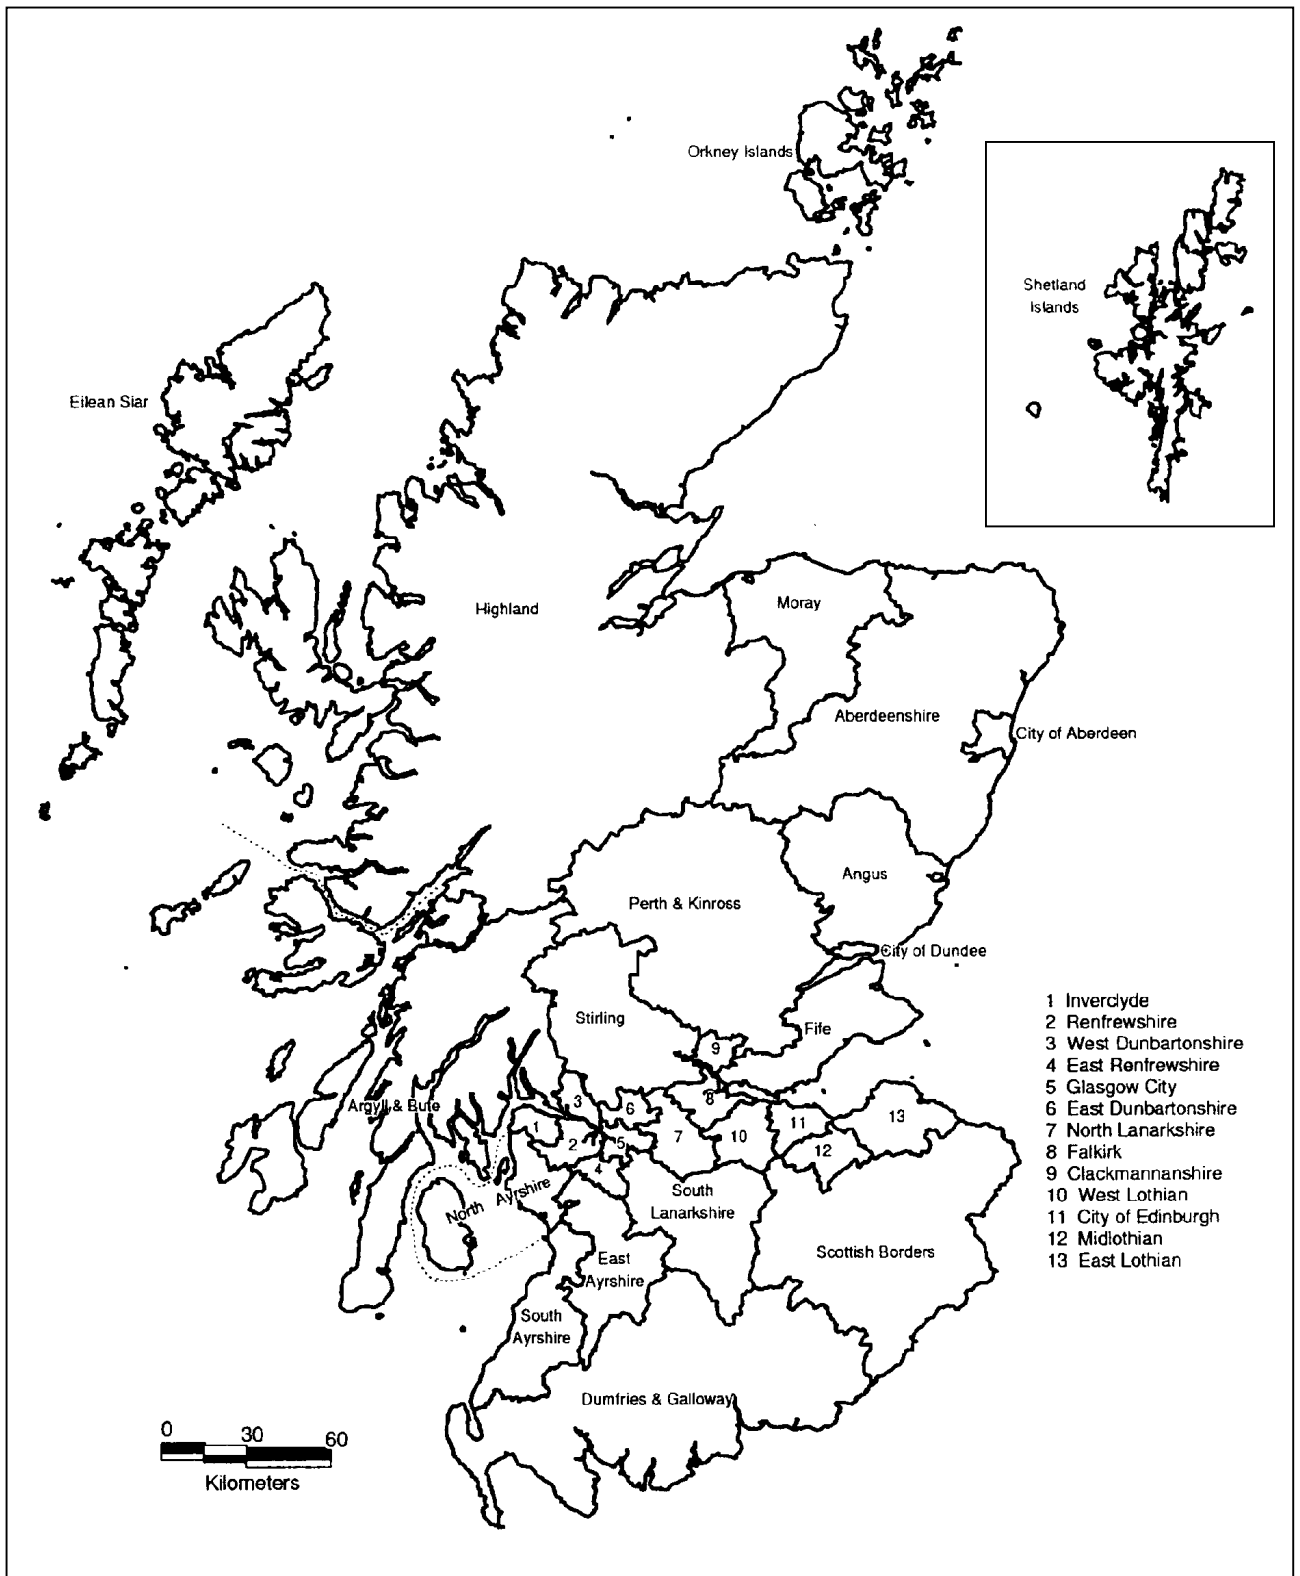 Orkney Islands
Shetland
Islands
Eilean Siar
Highland
Moray
Aberdeenshire
City of Aberdeen
Angus
Perth & Kinross
City of Dundee
Stirling
Fife
9
Argyll & Bute
3
6
8
13
1
2
5
7
10
11
12
4
North Ayrshire
South
Lanarkshire
East
Ayrshire
Scottish Borders
South
Ayrshire
Dumfries & Galloway
1 Inverclyde
2 Renfrewshire
3 West Dunbartonshire
4 East Renfrewshire
5 Glasgow City
6 East Dunbartonshire
7 North Lanarkshire
8 Falkirk
9 Clackmannanshire
10 West Lothian
11 City of Edinburgh
12 Midlothian
13 East Lothian
0 30 60
Kilometers